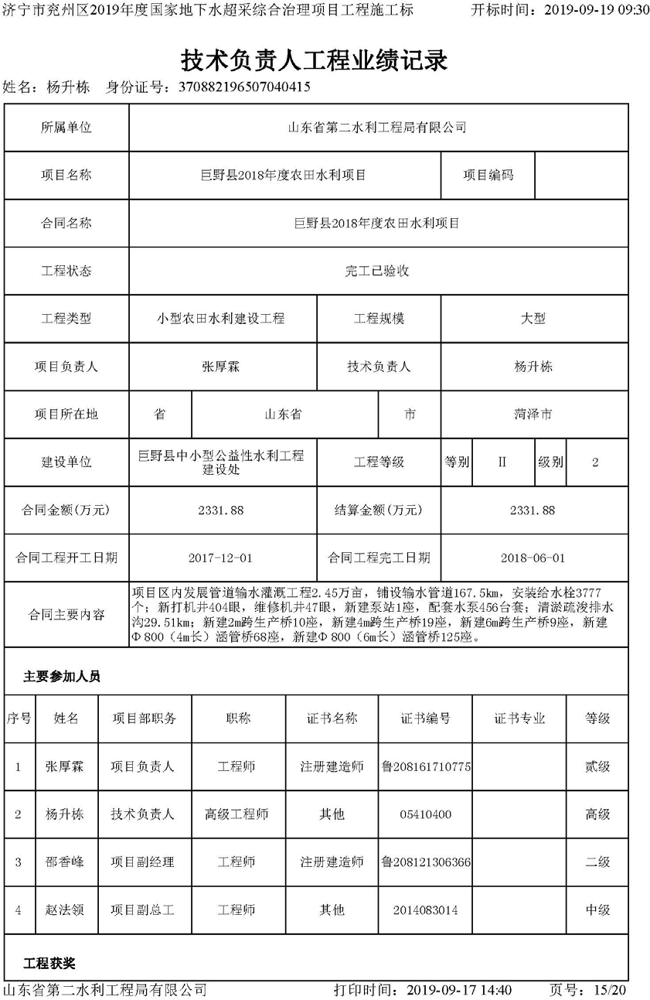 济宁市兖州区2019年度国家地下水超采综合治理项目工程施工标 开标时间：2019-09-19 09:30
技术负责人工程业绩记录
姓名：杨升栋 身份证号：370882196507040415
所属单位 山东省第二水利工程局有限公司
项目名称 巨野县2018年度农田水利项目 项目编码
合同名称 巨野县2018年度农田水利项目
工程状态 完工已验收
工程类型 小型农田水利建设工程 工程规模 大型
项目负责人 张厚霖 技术负责人 杨升栋
项目所在地 省 山东省 市 菏泽市
建设单位 巨野县中小型公益性水利工程
建设处 工程等级 等别 Ⅱ 级别 2
合同金额(万元) 2331.88 结算金额(万元) 2331.88
合同工程开工日期 2017-12-01 合同工程完工日期 2018-06-01
合同主要内容 项目区内发展管道输水灌溉工程2.45万亩，铺设输水管道167.5km，安装给水栓3777
个；新打机井404眼，维修机井47眼，新建泵站1座，配套水泵456台套；清淤疏浚排水
沟29.51km；新建2m跨生产桥10座，新建4m跨生产桥19座，新建6m跨生产桥9座，新建
Φ800（4m长）涵管桥68座，新建Φ800（6m长）涵管桥125座。
主要参加人员
序号 姓名 项目部职务 职称 证书名称 证书编号 证书专业 等级
1 张厚霖 项目负责人 工程师 注册建造师 鲁208161710775 贰级
2 杨升栋 技术负责人 高级工程师 其他 05410400 高级
3 邵香峰 项目副经理 工程师 注册建造师 鲁208121306366 二级
4 赵法领 项目副总工 工程师 其他 2014083014 中级
工程获奖
山东省第二水利工程局有限公司 打印时间：2019-09-17 14:40 页号：15/20